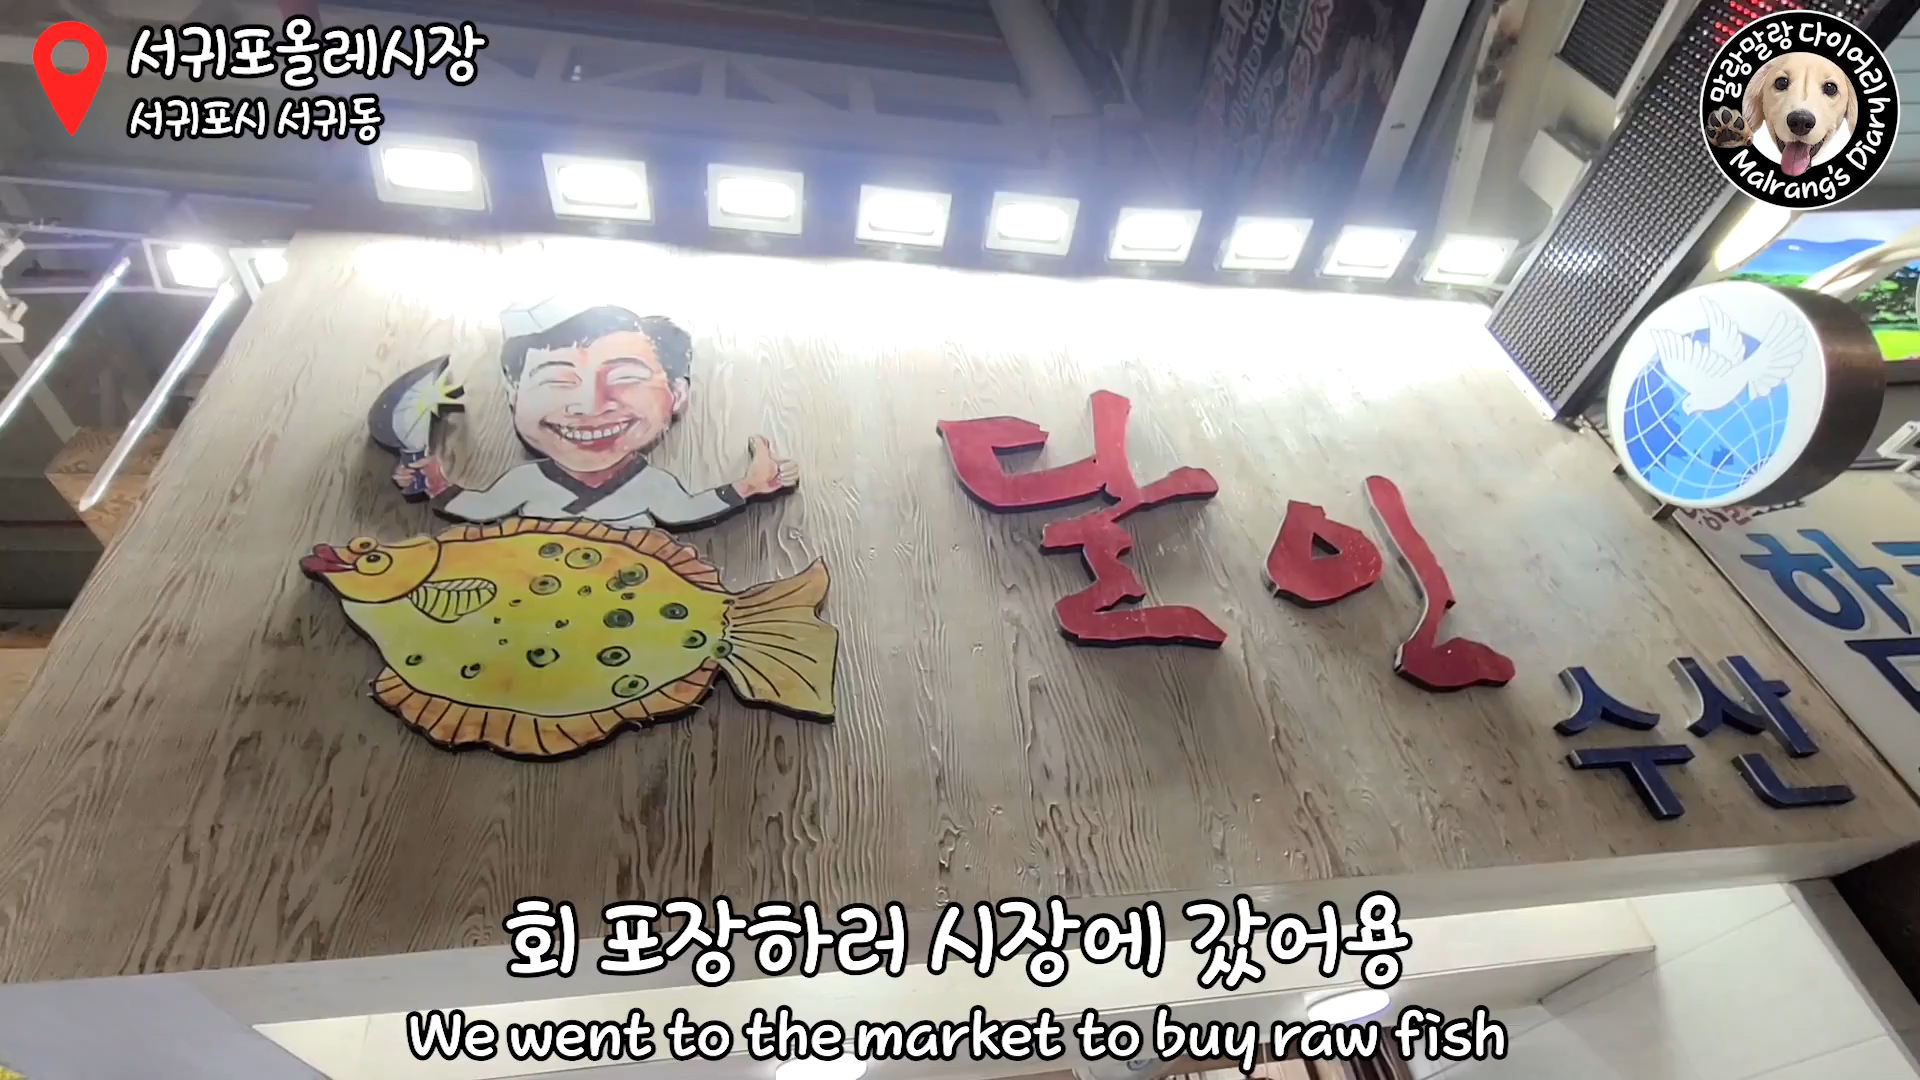 서귀포올레시장
서귀포시 서귀동
말랑말랑 다이어리
Malrang's Diary
달인
수산
회 포장하러 시장에 갔어용
We went to the market to buy raw fish